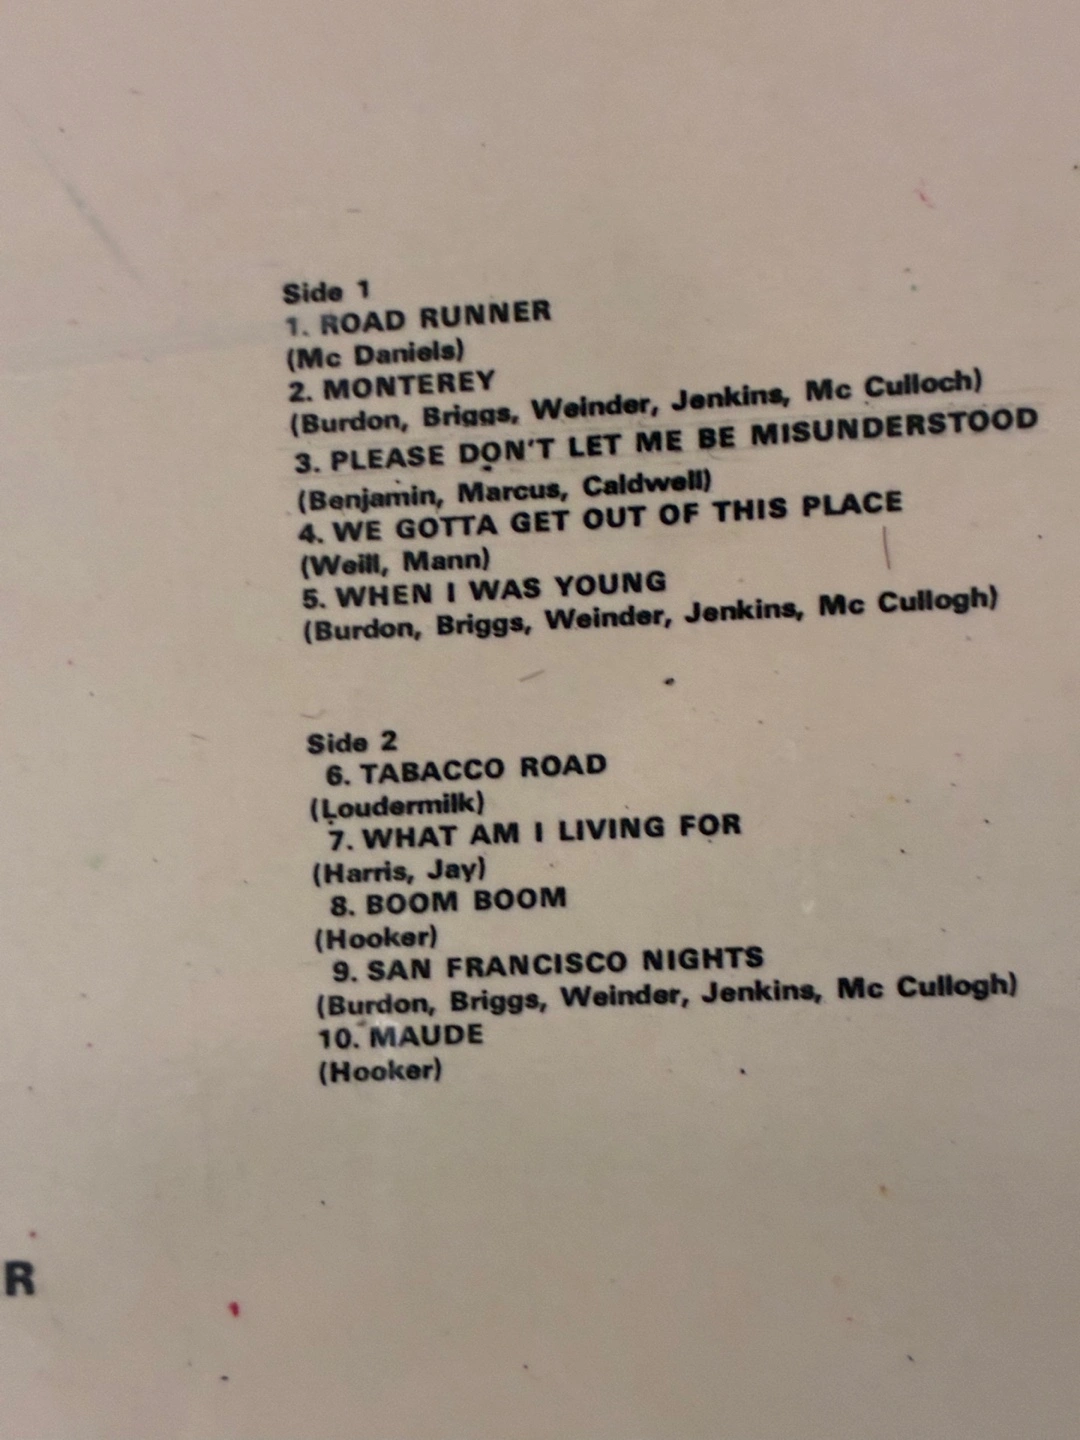 Side 1
1. ROAD RUNNER
(Mc Daniels)
2. MONTEREY
(Burdon, Briggs, Weinder, Jenkins, Mc Culloch)
3. PLEASE DON'T LET ME BE MISUNDERSTOOD
(Benjamin, Marcus, Caldwell)
4. WE GOTTA GET OUT OF THIS PLACE
(Weill, Mann)
5. WHEN I WAS YOUNG
(Burdon, Briggs, Weinder, Jenkins, Mc Cullogh)
Side 2
6. TABACCO ROAD
(Loudermilk)
7. WHAT AM I LIVING FOR
(Harris, Jay)
8. BOOM BOOM
(Hooker)
9. SAN FRANCISCO NIGHTS
(Burdon, Briggs, Weinder, Jenkins, Mc Cullogh)
10. MAUDE
(Hooker)
R